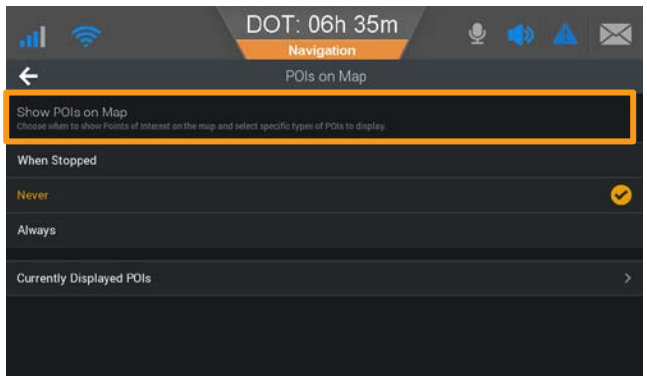 DOT: 06h 35m
Navigation
POIs on Map
Show POIs on Map
Choose when to show Points of Interest on the map and select specific types of POIs to display.
When Stopped
Never
Always
Currently Displayed POIs